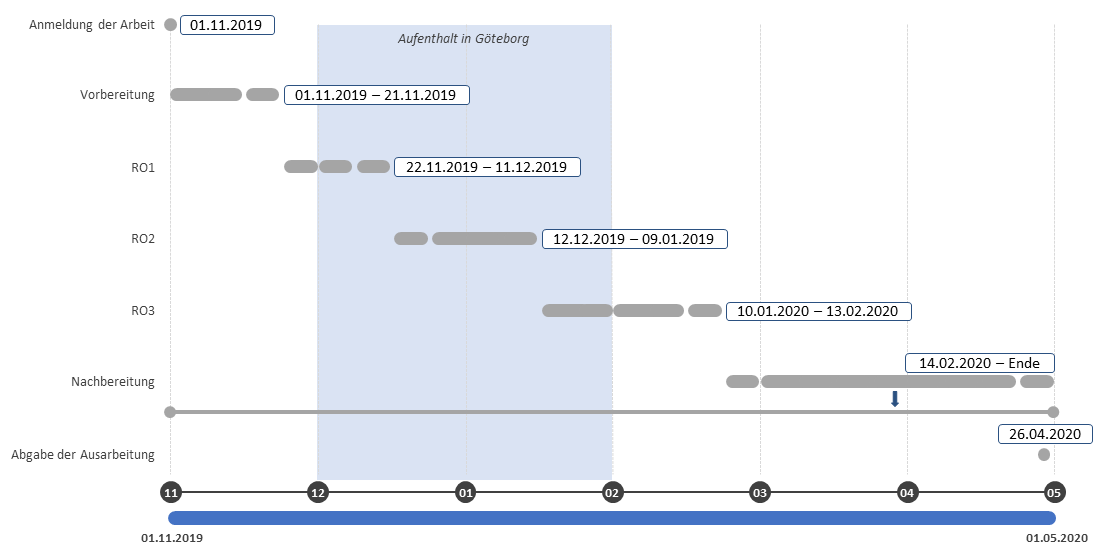 Anmeldung der Arbeit 01.11.2019
Aufenthalt in Göteborg
Vorbereitung 01.11.2019 – 21.11.2019
RO1 22.11.2019 – 11.12.2019
RO2 12.12.2019 – 09.01.2019
RO3 10.01.2020 – 13.02.2020
14.02.2020 – Ende
Nachbereitung
26.04.2020
Abgabe der Ausarbeitung
11 12 01 02 03 04 05
01.11.2019 01.05.2020